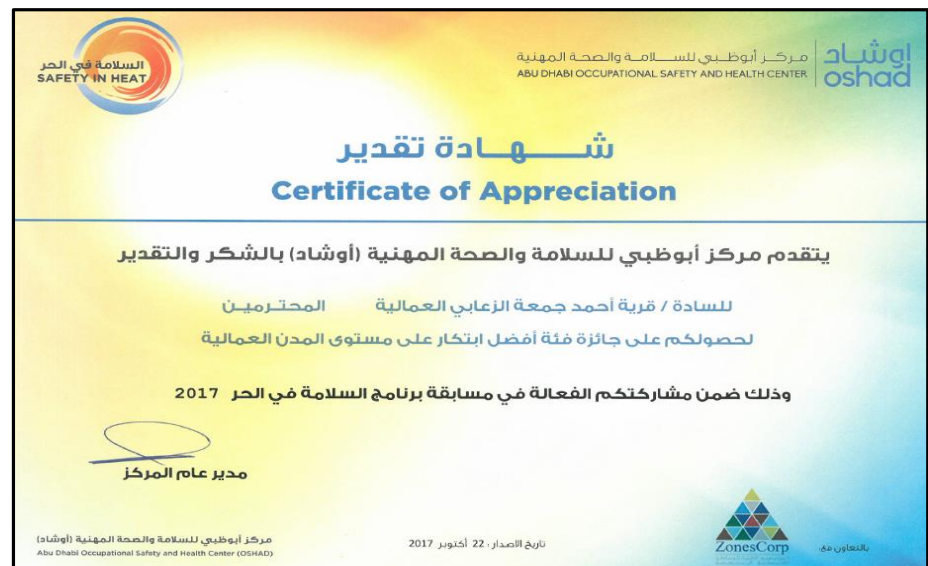 السلامة في الحر
SAFETY IN HEAT
مركز أبوظبي للسلامة والصحة المهنية
ABU DHABI OCCUPATIONAL SAFETY AND HEALTH CENTER
اوشاد
oshad
شهادة تقدير
Certificate of Appreciation
يتقدم مركز أبوظبي للسلامة والصحة المهنية (أوشاد) بالشكر والتقدير
للسادة / قرية أحمد جمعة الزعابي العمالية المحترمين
لحصولكم على جائزة فئة أفضل ابتكار على مستوى المدن العمالية
وذلك ضمن مشاركتكم الفعالة في مسابقة برنامج السلامة في الحر 2017
مدير عام المركز
مركز أبوظبي للسلامة والصحة المهنية (أوشاد)
Abu Dhabi Occupational Safety and Health Center (OSHAD)
تاريخ الاصدار : 22 أكتوبر 2017
ZonesCorp
بالتعاون مع: